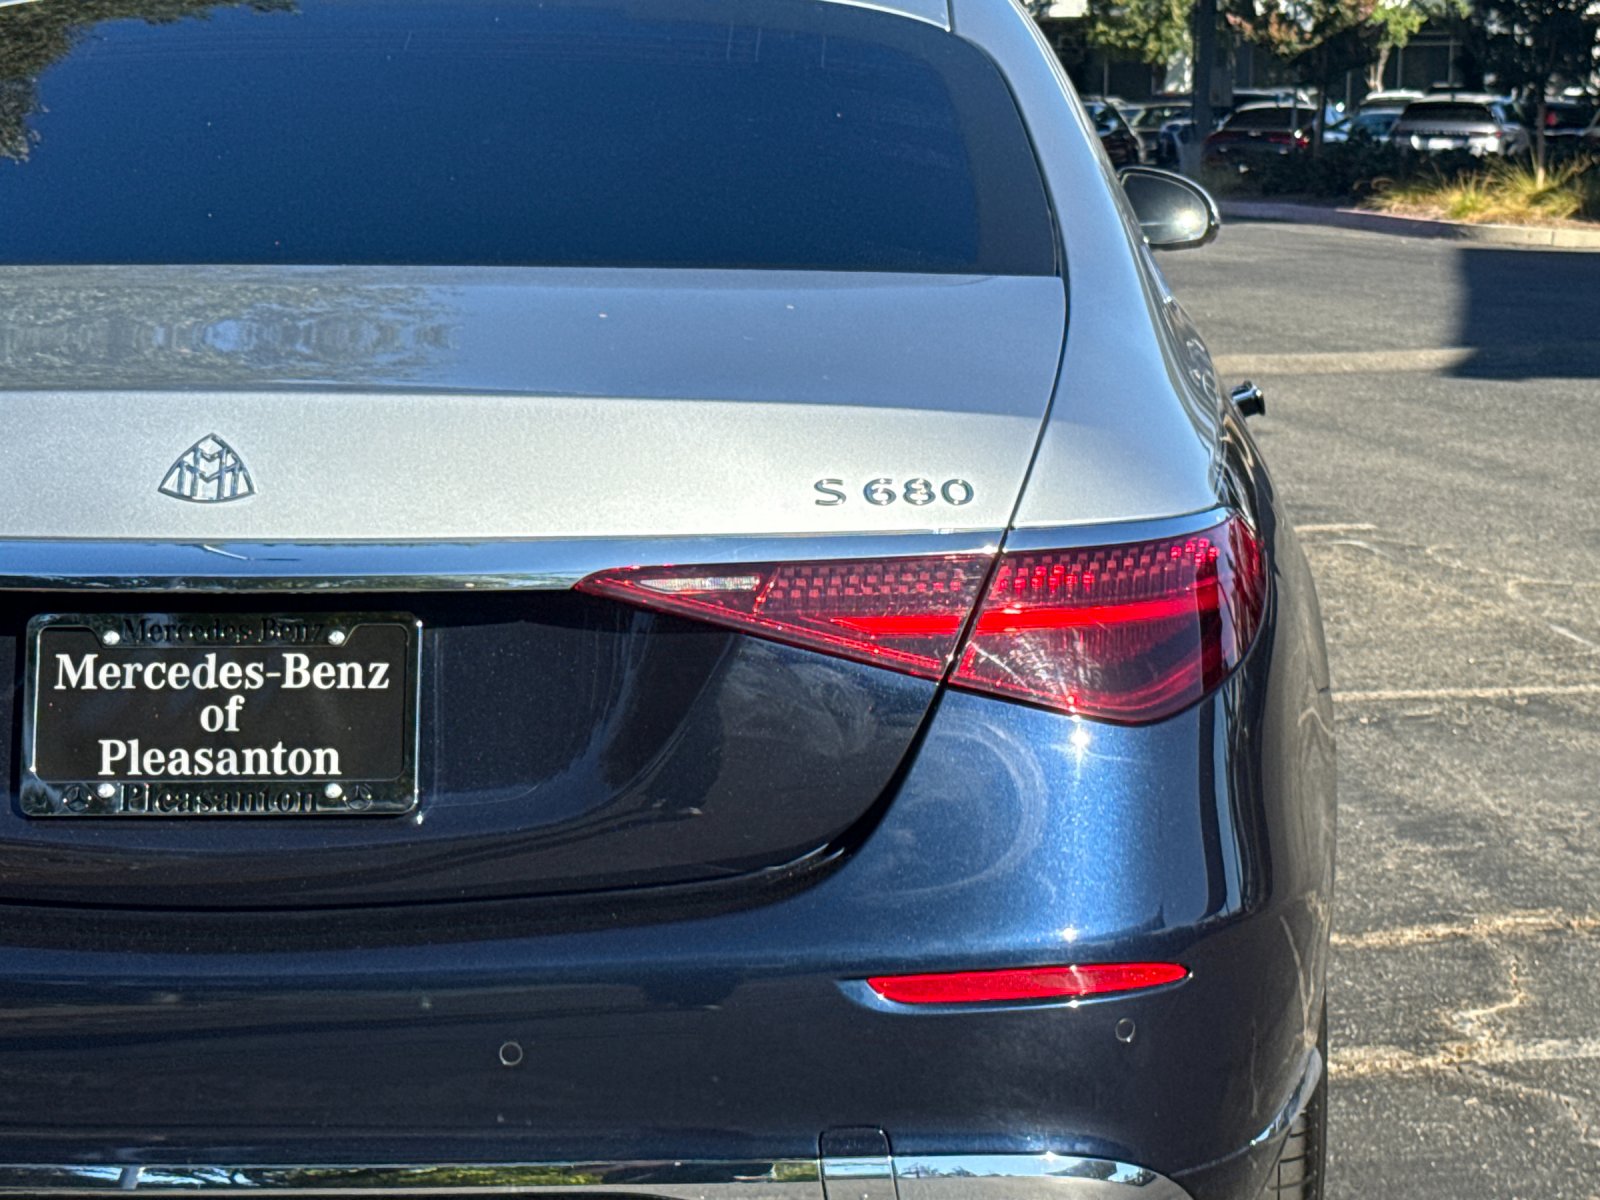 S 680
Mercedes-Benz
Mercedes-Benz
of
Pleasanton
Pleasanton